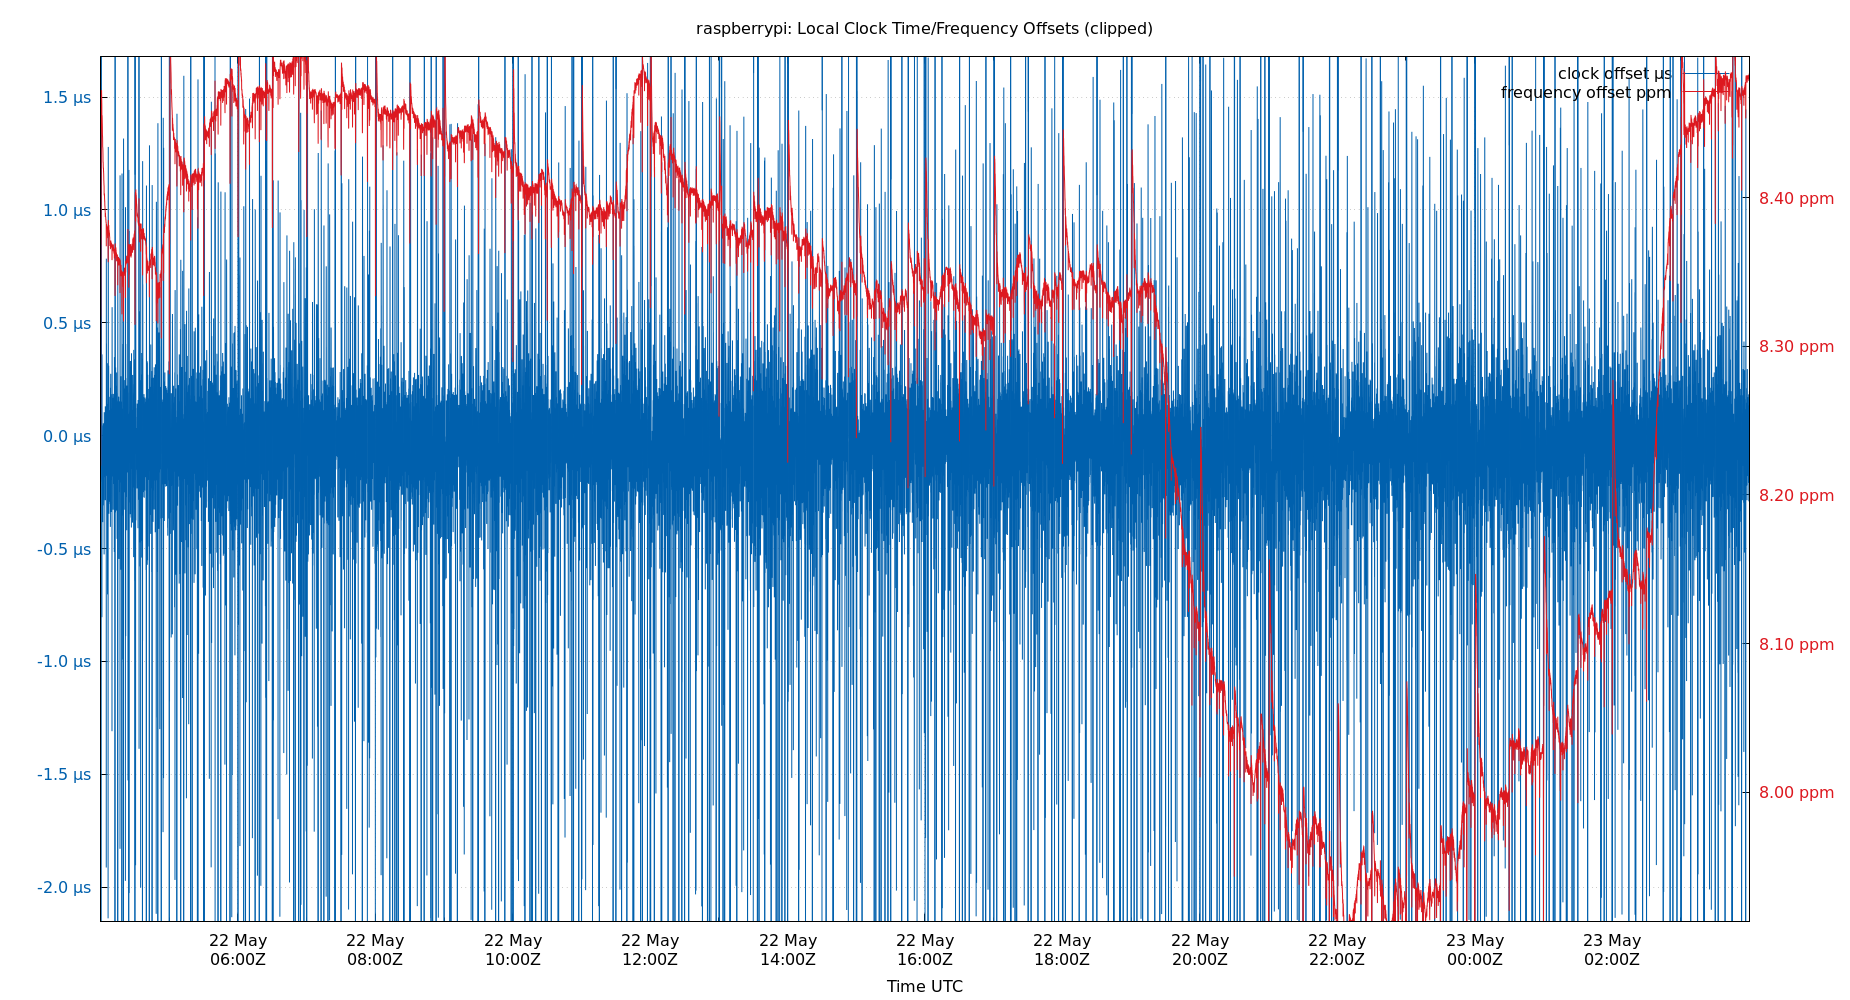 raspberrypi: Local Clock Time/Frequency Offsets (clipped)
clock offset µs
frequency offset ppm
1.5 µs
1.0 µs
0.5 µs
0.0 µs
-0.5 µs
-1.0 µs
-1.5 µs
-2.0 µs
8.40 ppm
8.30 ppm
8.20 ppm
8.10 ppm
8.00 ppm
22 May 22 May 22 May 22 May 22 May 22 May 22 May 22 May 22 May 23 May 23 May
06:00Z 08:00Z 10:00Z 12:00Z 14:00Z 16:00Z 18:00Z 20:00Z 22:00Z 00:00Z 02:00Z
Time UTC